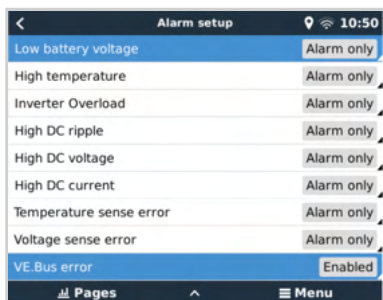 Alarm setup 10:50
Low battery voltage Alarm only
High temperature Alarm only
Inverter Overload Alarm only
High DC ripple Alarm only
High DC voltage Alarm only
High DC current Alarm only
Temperature sense error Alarm only
Voltage sense error Alarm only
VE.Bus error Enabled
Pages Menu